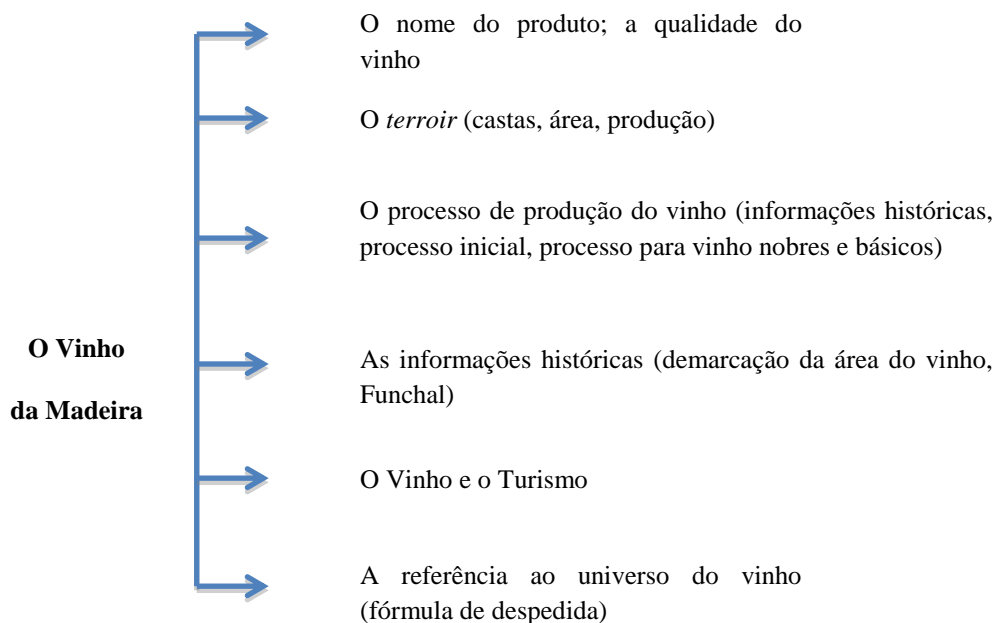 O nome do produto; a qualidade do
vinho
O terroir (castas, área, produção)
O processo de produção do vinho (informações históricas,
processo inicial, processo para vinho nobres e básicos)
O Vinho
da Madeira
As informações históricas (demarcação da área do vinho,
Funchal)
O Vinho e o Turismo
A referência ao universo do vinho
(fórmula de despedida)